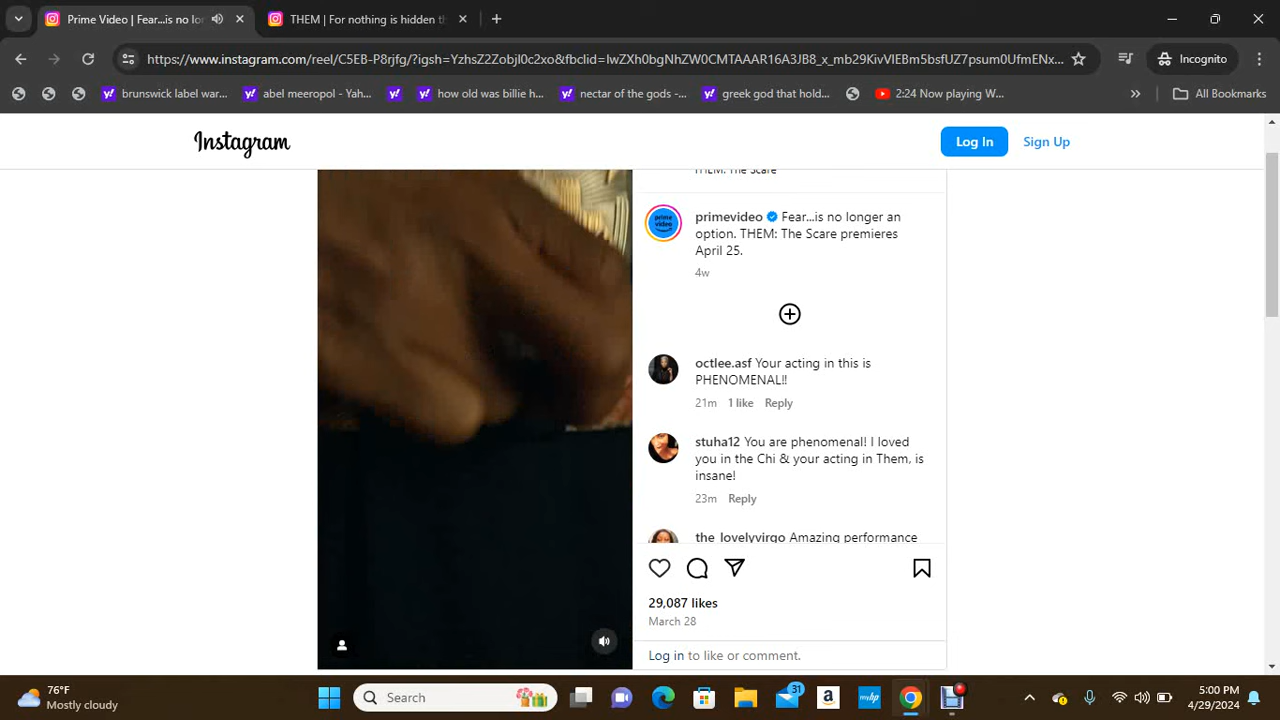 Prime Video | Fear...is no lo
THEM | For nothing is hidden t
https://www.instagram.com/reel/C5EB-P8rjfg/?igsh=YzhsZ2Zobjl0c2xo&fbclid=IwZXh0bgNhZW0CMTAAAR16A3JB8_x_mb29KivVIEBm5bsfUZ7psum0UfmENx...
Incognito
brunswick label war...
abel meeropol - Yah...
how old was billie h...
nectar of the gods -...
greek god that hold...
2:24 Now playing W...
All Bookmarks
Instagram
Log In
Sign Up
THEM: The Scare
primevideo Fear...is no longer an
option. THEM: The Scare premieres
April 25.
4w
octlee.asf Your acting in this is
PHENOMENAL!!
21m 1 like Reply
stuha12 You are phenomenal! I loved
you in the Chi & your acting in Them, is
insane!
23m Reply
the_lovelyvirgo Amazing performance
29,087 likes
March 28
Log in to like or comment.
76°F
Mostly cloudy
Search
31
5:00 PM
4/29/2024